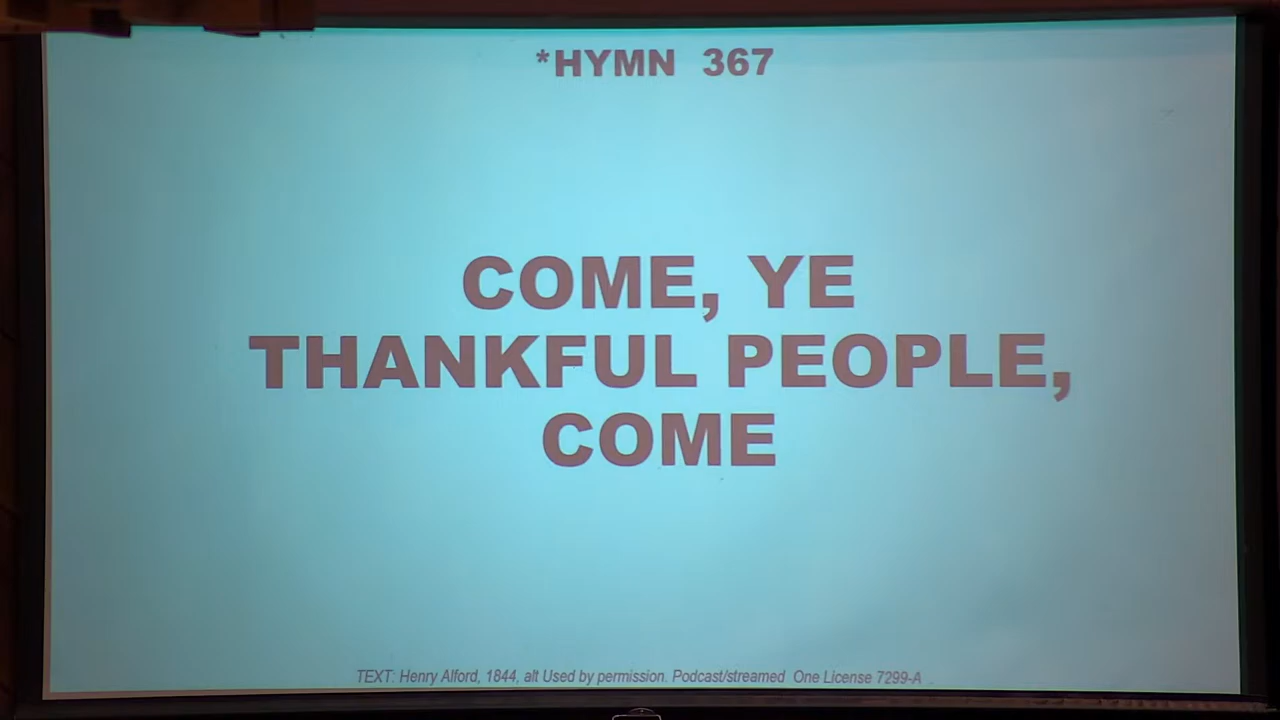 *HYMN 367
COME, YE
THANKFUL PEOPLE,
COME
TEXT: Henry Alford, 1844, alt Used by permission. Podcast/streamed One License 7299-A